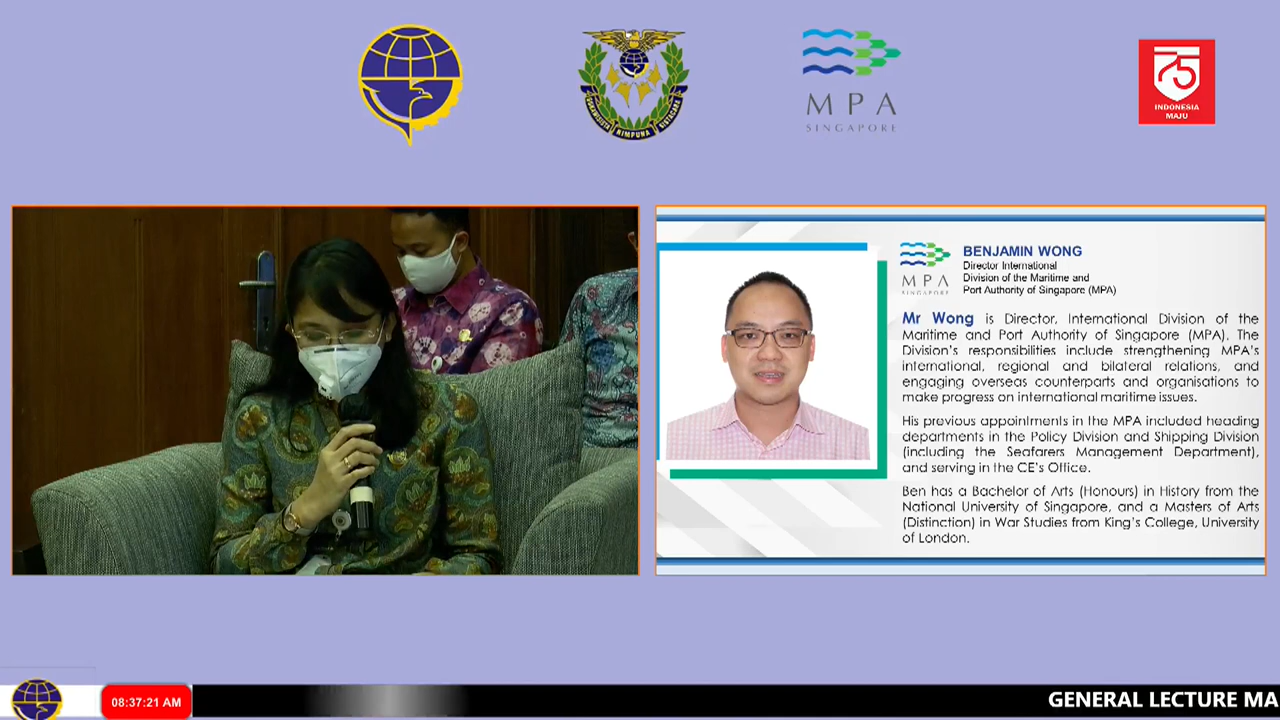 MPA
SINGAPORE
75
INDONESIA
MAJU
RIMPUNA
MPA
SINGAPORE
BENJAMIN WONG
Director International
Division of the Maritime and
Port Authority of Singapore (MPA)
Mr Wong is Director, International Division of the
Maritime and Port Authority of Singapore (MPA). The
Division's responsibilities include strengthening MPA's
international, regional and bilateral relations, and
engaging overseas counterparts and organisations to
make progress on international maritime issues.
His previous appointments in the MPA included heading
departments in the Policy Division and Shipping Division
(including the Seafarers Management Department),
and serving in the CE's Office.
Ben has a Bachelor of Arts (Honours) in History from the
National University of Singapore, and a Masters of Arts
(Distinction) in War Studies from King's College, University
of London.
08:37:21 AM
GENERAL LECTURE MA